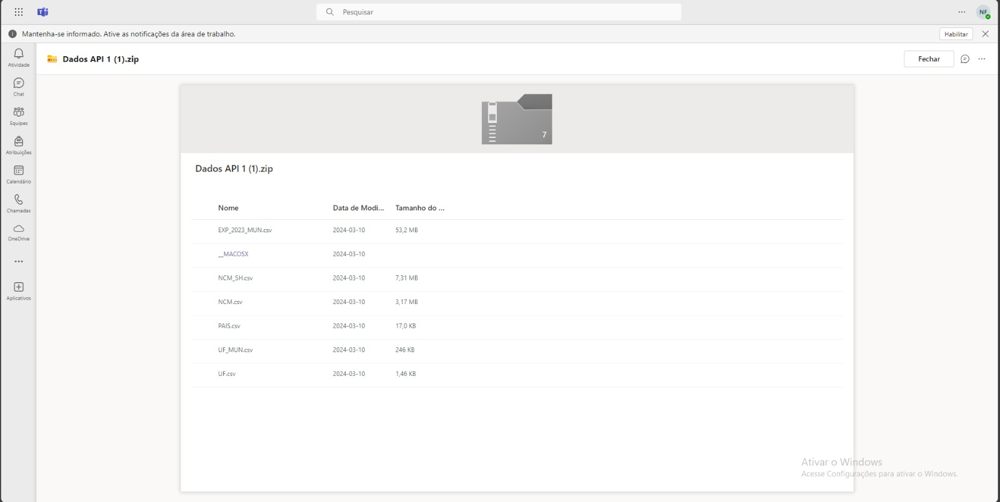 Pesquisar
NF
Mantenha-se informado. Ative as notificações da área de trabalho.
Habilitar
Atividade
Chat
Equipes
Atribuições
Calendário
Chamadas
OneDrive
Aplicativos
Dados API 1 (1).zip
Fechar
7
Dados API 1 (1).zip
Nome Data de Modi... Tamanho do ...
EXP_2023_MUN.csv 2024-03-10 53,2 MB
__MACOSX 2024-03-10
NCM_SH.csv 2024-03-10 7,31 MB
NCM.csv 2024-03-10 3,17 MB
PAIS.csv 2024-03-10 17,0 KB
UF_MUN.csv 2024-03-10 246 KB
UF.csv 2024-03-10 1,46 KB
Ativar o Windows
Acesse Configurações para ativar o Windows.